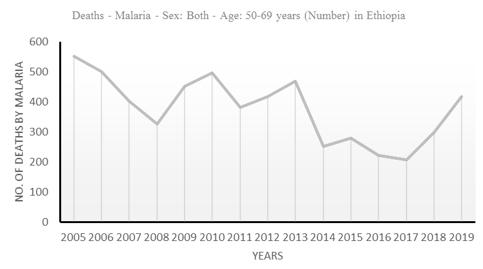 Deaths - Malaria - Sex: Both - Age: 50-69 years (Number) in Ethiopia
NO. OF DEATHS BY MALARIA
600
500
400
300
200
100
0
2005 2006 2007 2008 2009 2010 2011 2012 2013 2014 2015 2016 2017 2018 2019
YEARS